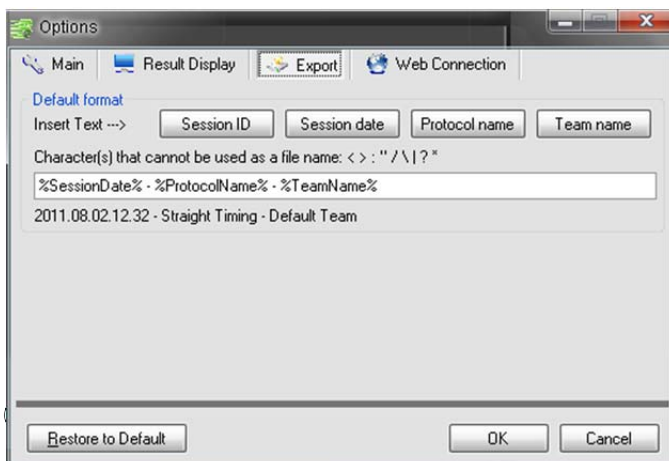 Options
Main Result Display Export Web Connection
Default format
Insert Text ---> Session ID Session date Protocol name Team name
Character(s) that cannot be used as a file name: < > : " / \ | ? *
%SessionDate% - %ProtocolName% - %TeamName%
2011.08.02.12.32 - Straight Timing - Default Team
Restore to Default OK Cancel